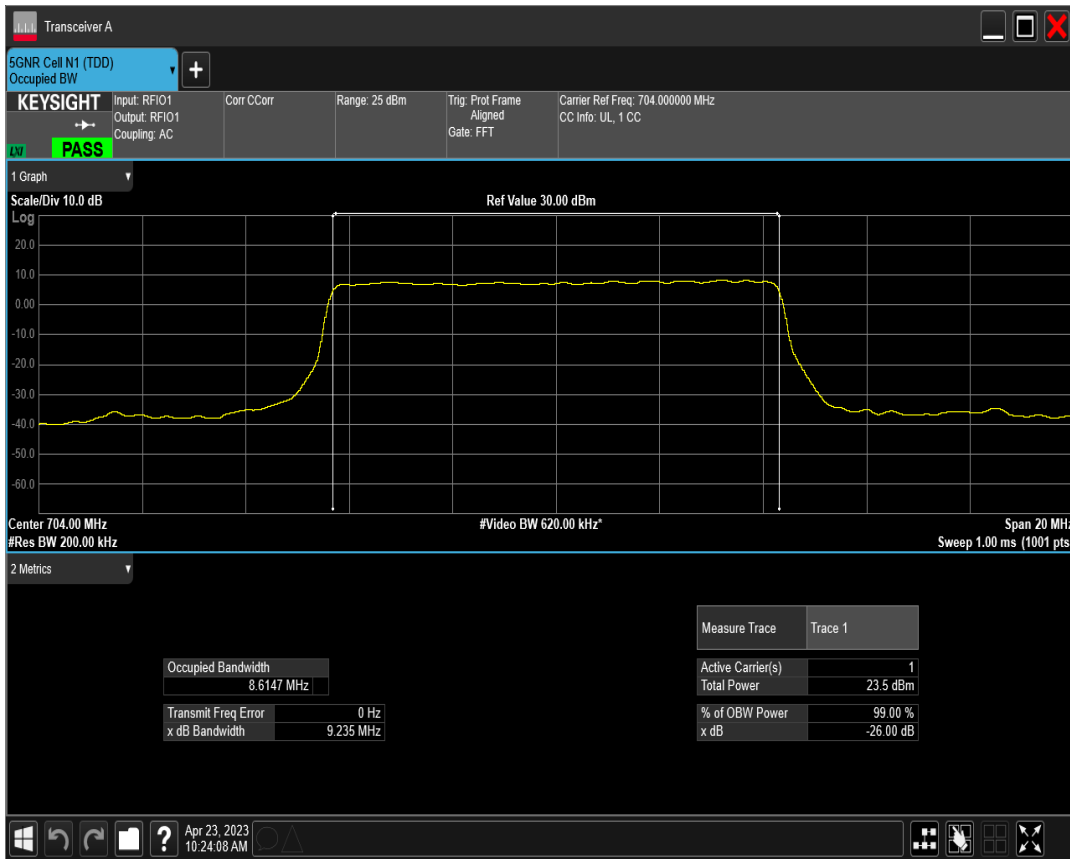 Transceiver A
5GNR Cell N1 (TDD)
Occupied BW
+
KEYSIGHT
LXI
PASS
Input: RFIO1
Output: RFIO1
Coupling: AC
Corr CCorr
Range: 25 dBm
Trig: Prot Frame
Aligned
Gate: FFT
Carrier Ref Freq: 704.000000 MHz
CC Info: UL, 1 CC
1 Graph
Scale/Div 10.0 dB
Ref Value 30.00 dBm
Log
20.0
10.0
0.00
-10.0
-20.0
-30.0
-40.0
-50.0
-60.0
Center 704.00 MHz
#Video BW 620.00 kHz*
Span 20 MHz
#Res BW 200.00 kHz
Sweep 1.00 ms (1001 pts
2 Metrics
Measure Trace Trace 1
Occupied Bandwidth
8.6147 MHz
Active Carrier(s) 1
Total Power 23.5 dBm
Transmit Freq Error 0 Hz
x dB Bandwidth 9.235 MHz
% of OBW Power 99.00 %
x dB -26.00 dB
?
Apr 23, 2023
10:24:08 AM